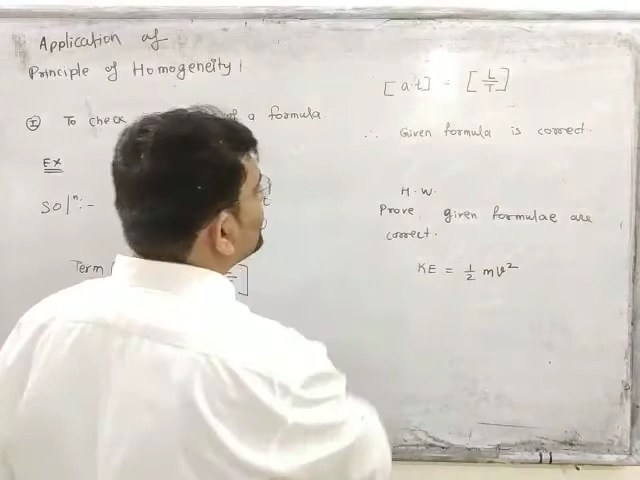 Application of
Principle of Homogeneity!
(I) To check of a formula.
Ex
Sol/n:-
Term [
]
[a.t] = [L/T]
∴ Given formula is correct.
H.W.
Prove, given formulae are
correct.
KE = 1/2 mv²